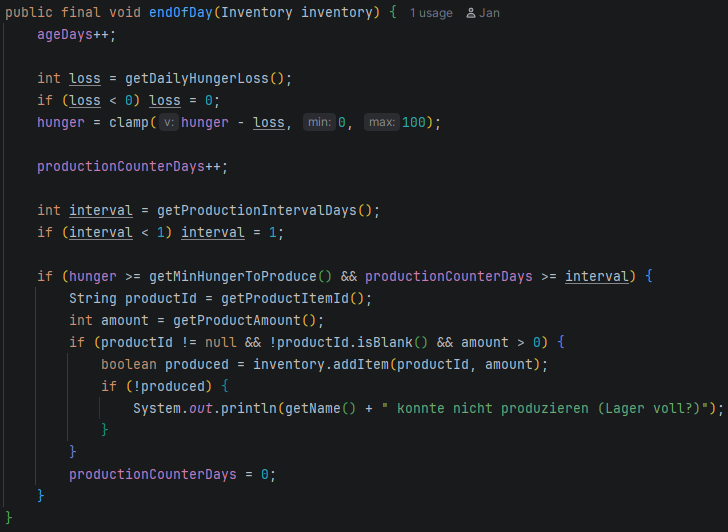 public final void endOfDay(Inventory inventory) { 1 usage Jan
ageDays++;
int loss = getDailyHungerLoss();
if (loss < 0) loss = 0;
hunger = clamp( v: hunger - loss, min: 0, max: 100);
productionCounterDays++;
int interval = getProductionIntervalDays();
if (interval < 1) interval = 1;
if (hunger >= getMinHungerToProduce() && productionCounterDays >= interval) {
String productId = getProductItemId();
int amount = getProductAmount();
if (productId != null && !productId.isBlank() && amount > 0) {
boolean produced = inventory.addItem(productId, amount);
if (!produced) {
System.out.println(getName() + " konnte nicht produzieren (Lager voll?)");
}
}
productionCounterDays = 0;
}
}